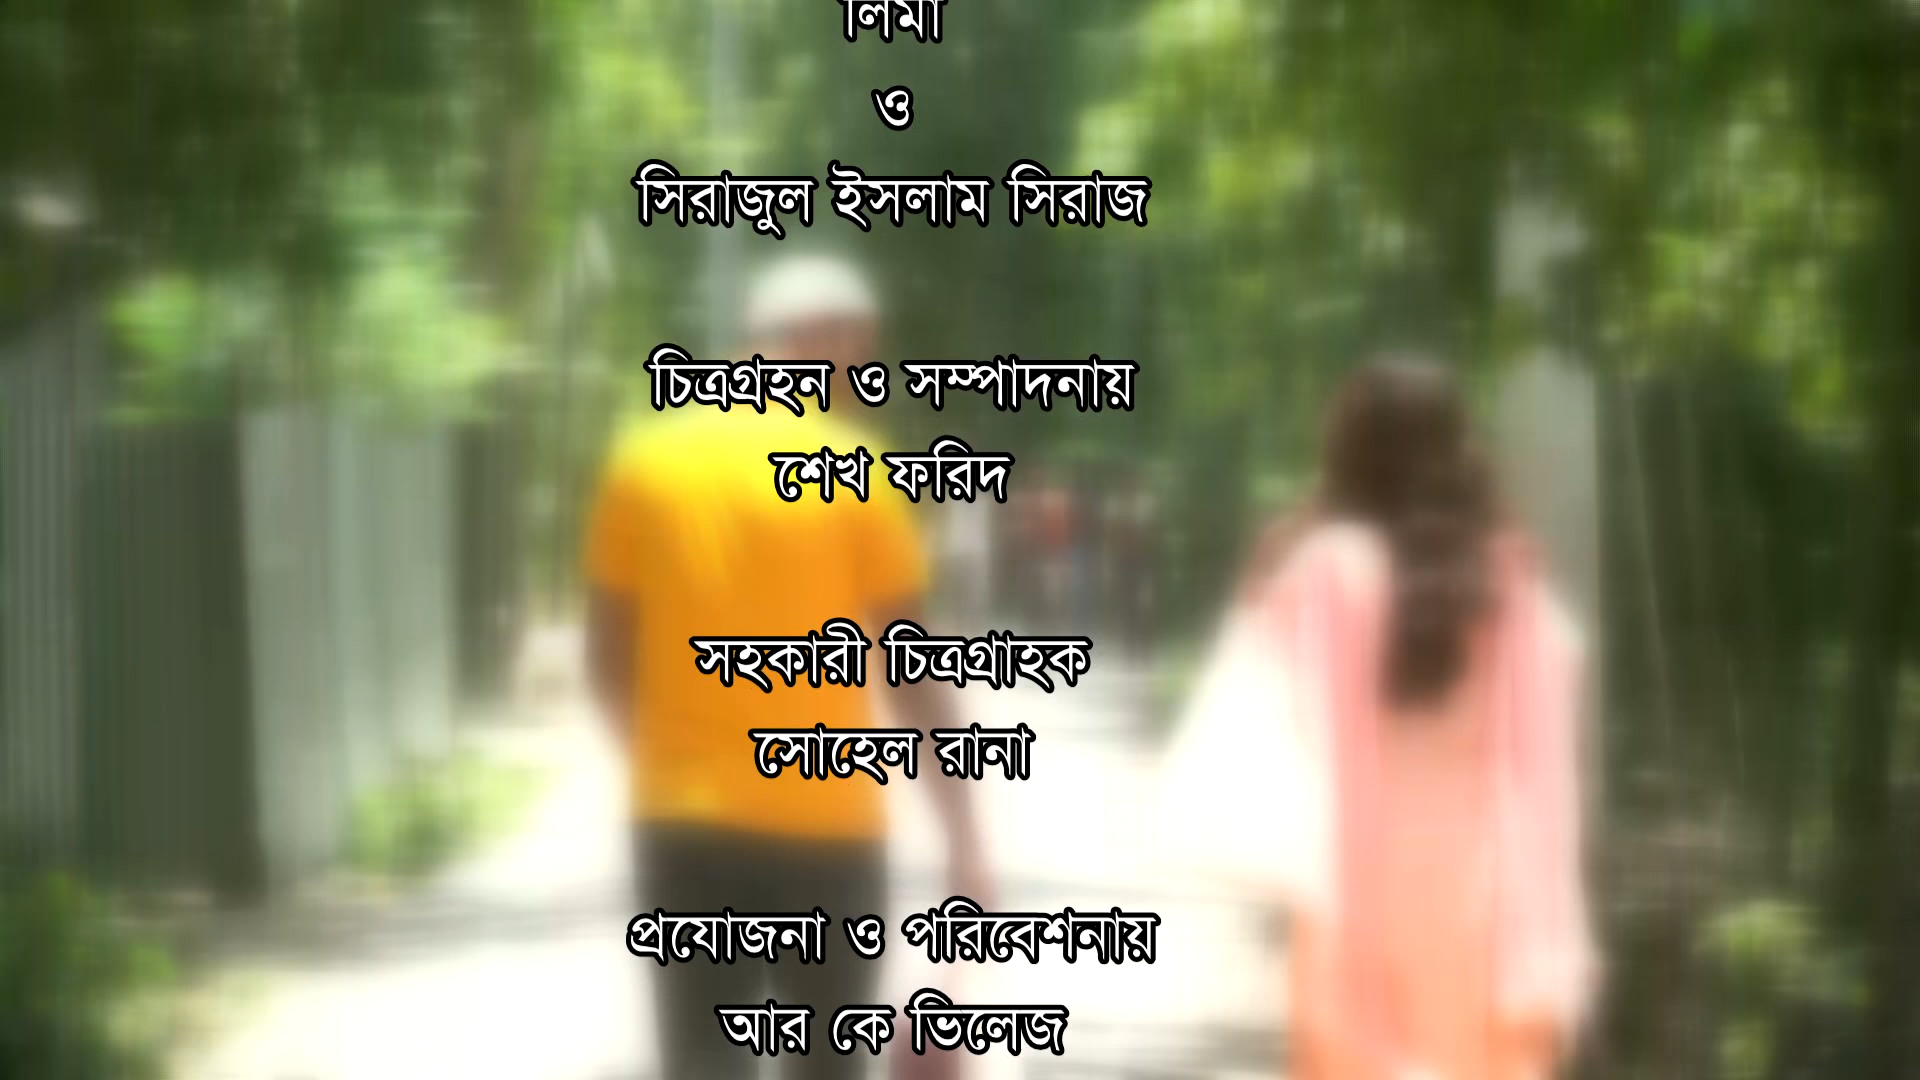 লিমা
ও
সিরাজুল ইসলাম সিরাজ
চিত্রগ্রহন ও সম্পাদনায়
শেখ ফরিদ
সহকারী চিত্রগ্রাহক
সোহেল রানা
প্রযোজনা ও পরিবেশনায়
আর কে ভিলেজ